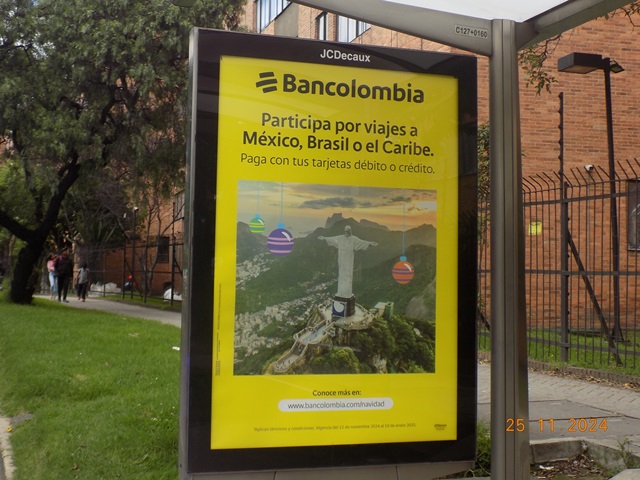 C127+0160
JCDecaux
Bancolombia
Participa por viajes a
México, Brasil o el Caribe.
Paga con tus tarjetas débito o crédito.
Conoce más en:
www.bancolombia.com/navidad
25 11 2024